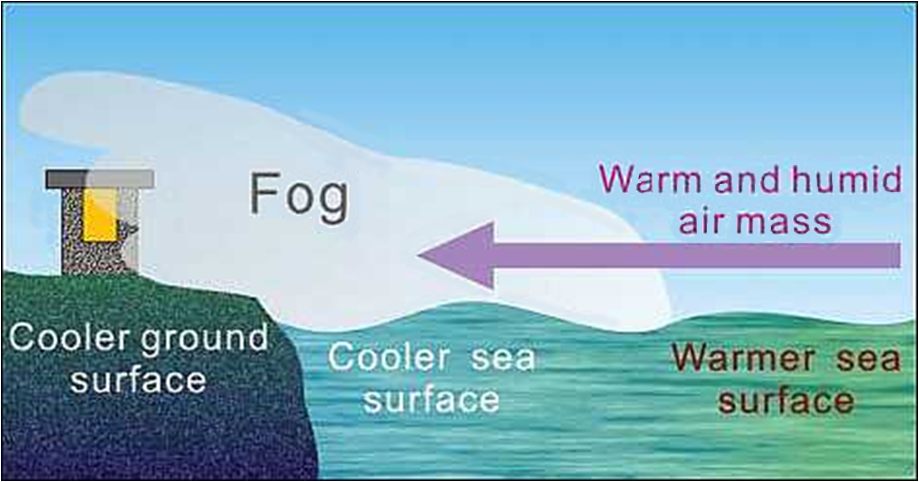 Warm and humid
air mass
Fog
Cooler ground
surface
Cooler sea
surface
Warmer sea
surface